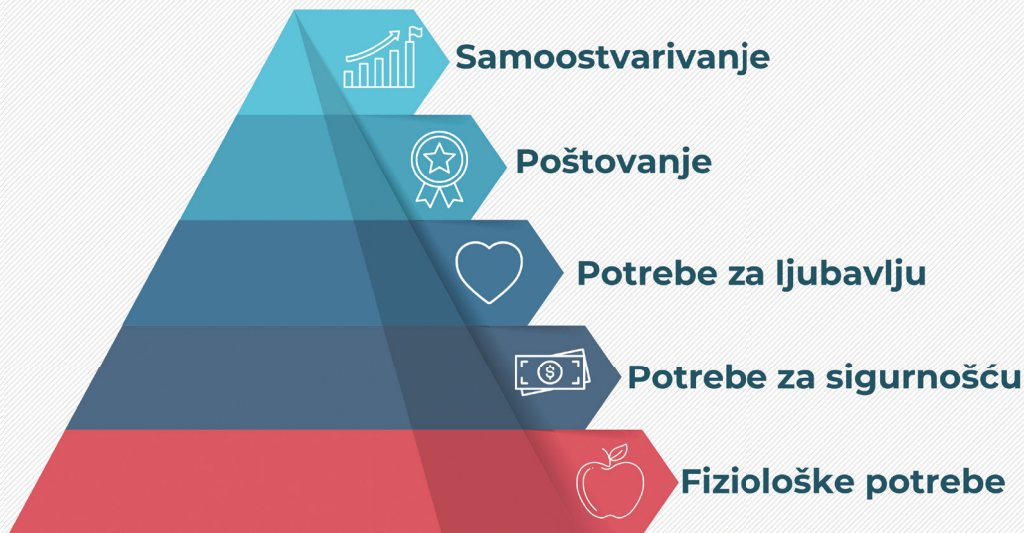 Samoostvarivanje
Poštovanje
Potrebe za ljubavlju
Potrebe za sigurnošću
Fiziološke potrebe